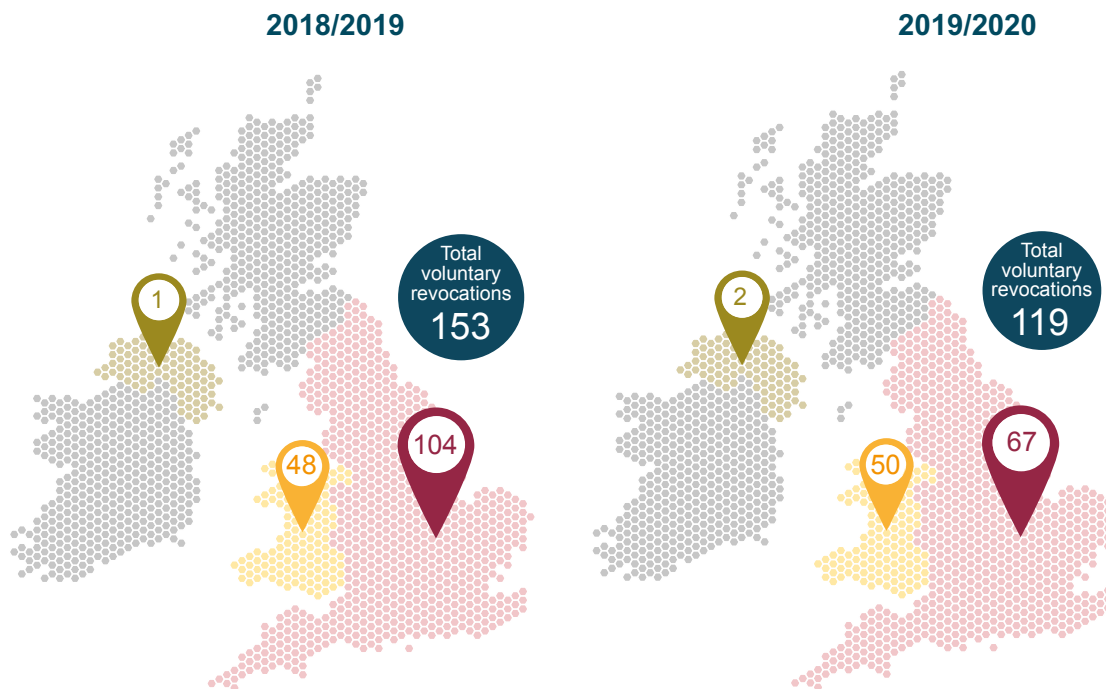 2018/2019
Total
voluntary
revocations
153
1
48
104
2019/2020
Total
voluntary
revocations
119
2
50
67